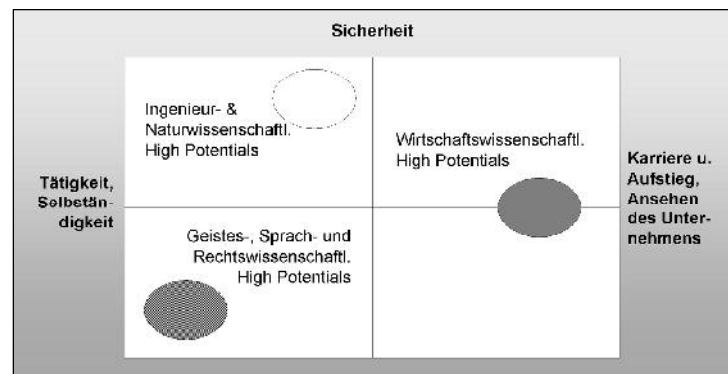 Sicherheit
Ingenieur- &
Naturwissenschaftl.
High Potentials
Wirtschaftswissenschaftl.
High Potentials
Tätigkeit,
Selbstän-
digkeit
Karriere u.
Aufstieg,
Ansehen
des Unter-
nehmens
Geistes-, Sprach- und
Rechtswissenschaftl.
High Potentials